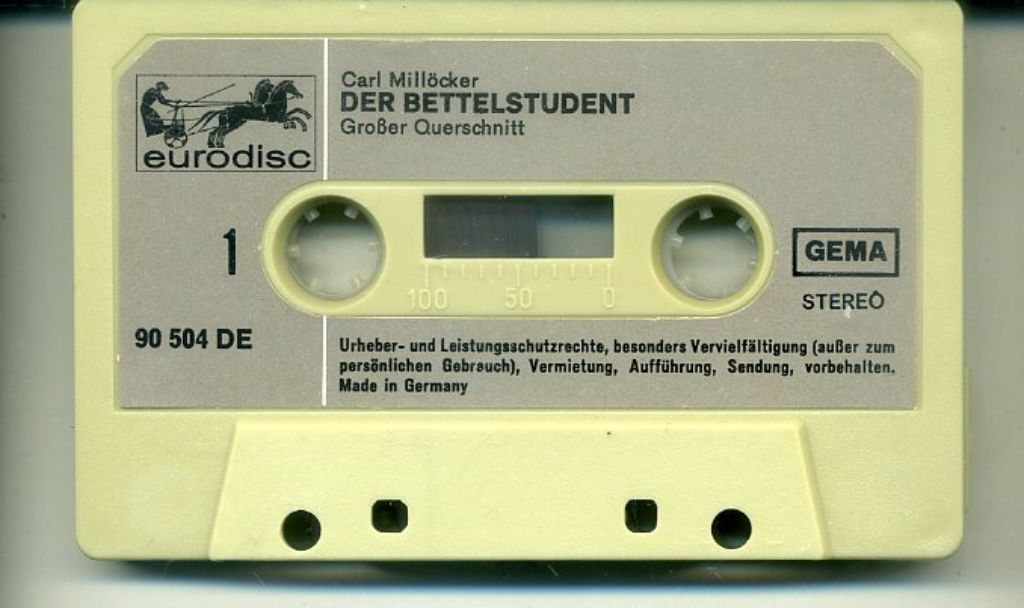 Carl Millöcker
DER BETTELSTUDENT
Großer Querschnitt
eurodisc
1
GEMA
STEREO
100 50 0
90 504 DE
Urheber- und Leistungsschutzrechte, besonders Vervielfältigung (außer zum
persönlichen Gebrauch), Vermietung, Aufführung, Sendung, vorbehalten.
Made in Germany